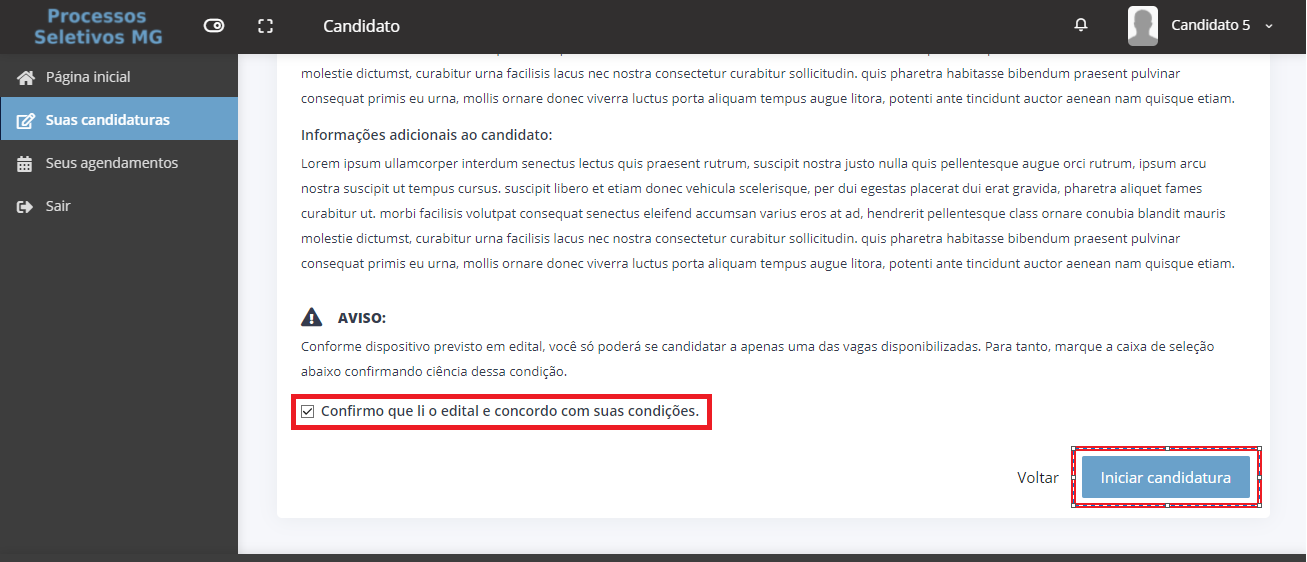 Processos
Seletivos MG
Candidato
Candidato 5
Página inicial
Suas candidaturas
Seus agendamentos
Sair
molestie dictumst, curabitur urna facilisis lacus nec nostra consectetur curabitur sollicitudin. quis pharetra habitasse bibendum praesent pulvinar
consequat primis eu urna, mollis ornare donec viverra luctus porta aliquam tempus augue litora, potenti ante tincidunt auctor aenean nam quisque etiam.
Informações adicionais ao candidato:
Lorem ipsum ullamcorper interdum senectus lectus quis praesent rutrum, suscipit nostra justo nulla quis pellentesque augue orci rutrum, ipsum arcu
nostra suscipit ut tempus cursus. suscipit libero et etiam donec vehicula scelerisque, per dui egestas placerat dui erat gravida, pharetra aliquet fames
curabitur ut. morbi facilisis volutpat consequat senectus eleifend accumsan varius eros at ad, hendrerit pellentesque class ornare conubia blandit mauris
molestie dictumst, curabitur urna facilisis lacus nec nostra consectetur curabitur sollicitudin. quis pharetra habitasse bibendum praesent pulvinar
consequat primis eu urna, mollis ornare donec viverra luctus porta aliquam tempus augue litora, potenti ante tincidunt auctor aenean nam quisque etiam.
AVISO:
Conforme dispositivo previsto em edital, você só poderá se candidatar a apenas uma das vagas disponibilizadas. Para tanto, marque a caixa de seleção
abaixo confirmando ciência dessa condição.
Confirmo que li o edital e concordo com suas condições.
Voltar
Iniciar candidatura